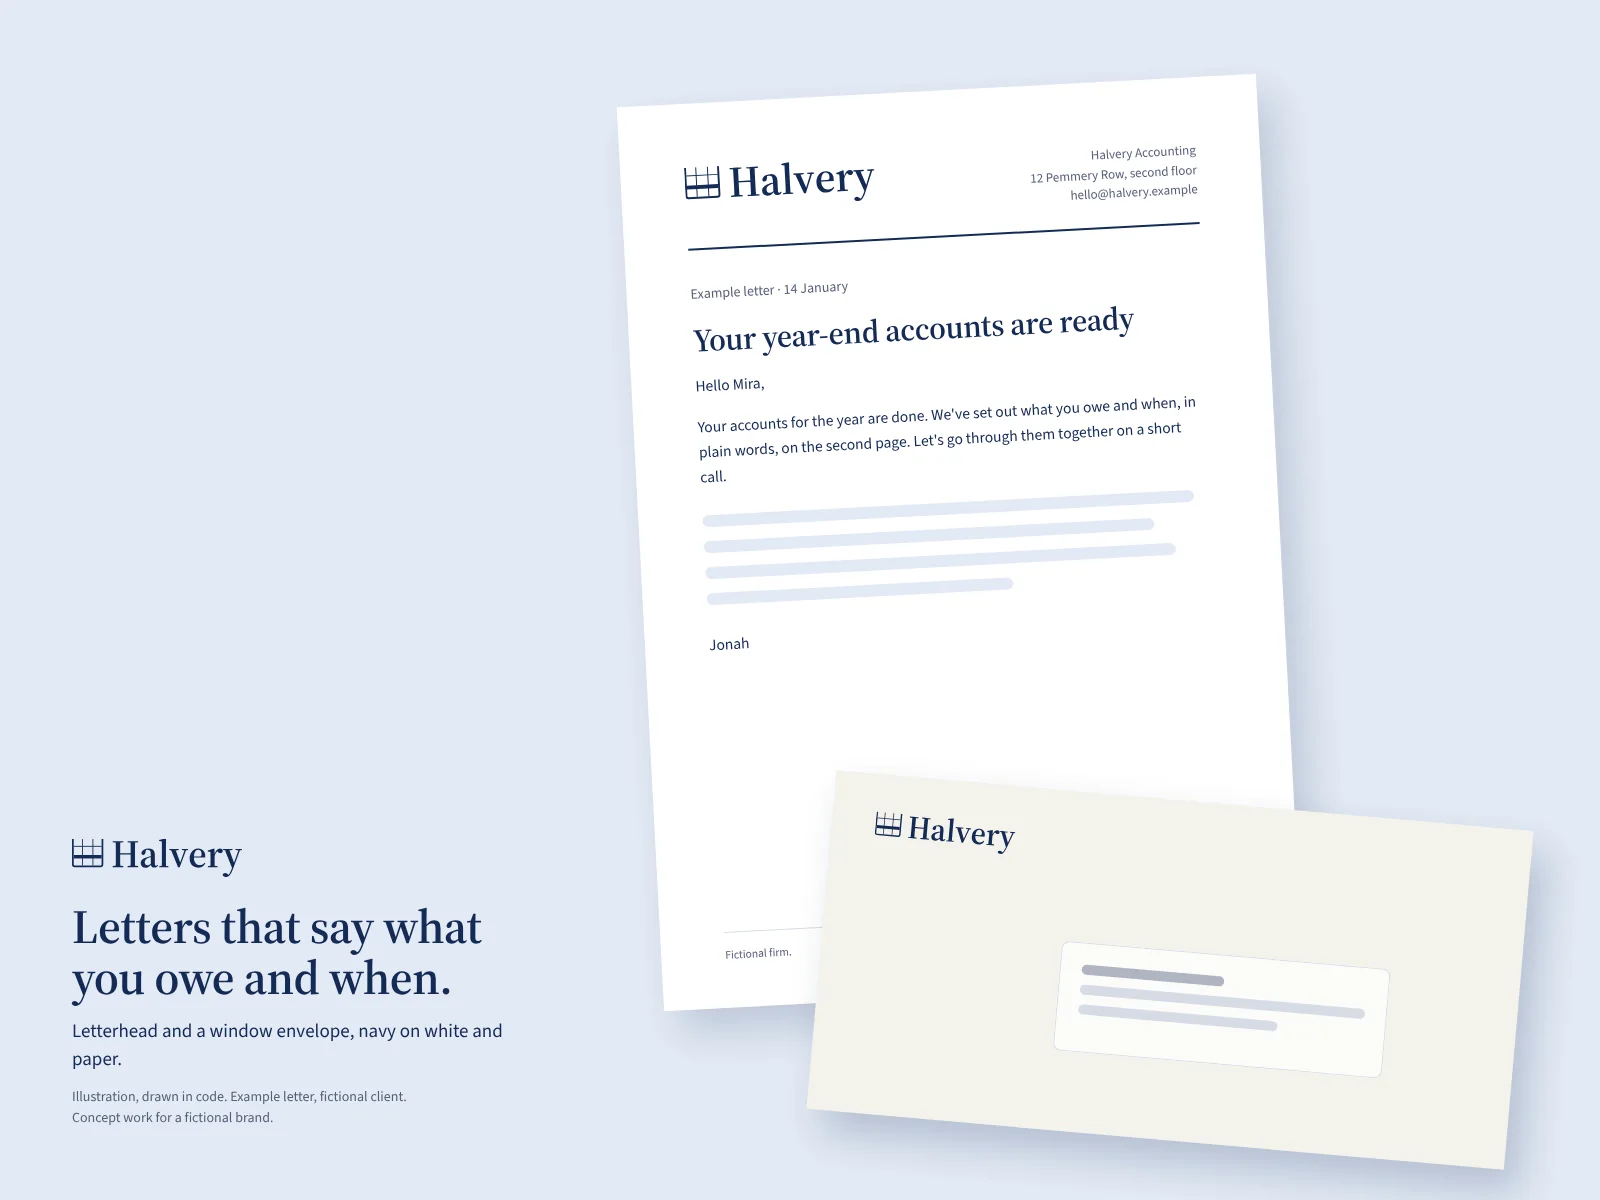 Halvery
Halvery Accounting
12 Pemmery Row, second floor
hello@halvery.example
Example letter · 14 January
Your year-end accounts are ready
Hello Mira,
Your accounts for the year are done. We've set out what you owe and when, in
plain words, on the second page. Let's go through them together on a short
call.
Jonah
Fictional firm.
Halvery
Halvery
Letters that say what
you owe and when.
Letterhead and a window envelope, navy on white and
paper.
Illustration, drawn in code. Example letter, fictional client.
Concept work for a fictional brand.